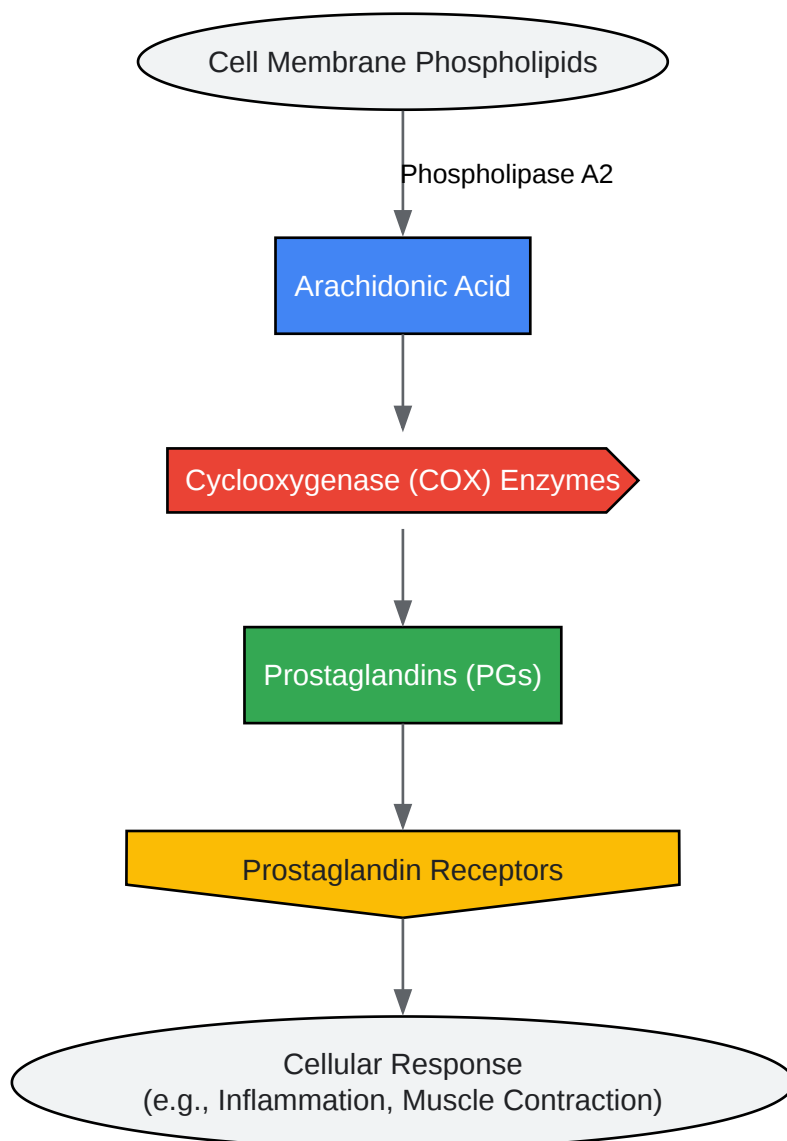 Cell Membrane Phospholipids
Phospholipase A2
Arachidonic Acid
Cyclooxygenase (COX) Enzymes
Prostaglandins (PGs)
Prostaglandin Receptors
Cellular Response
(e.g., Inflammation, Muscle Contraction)